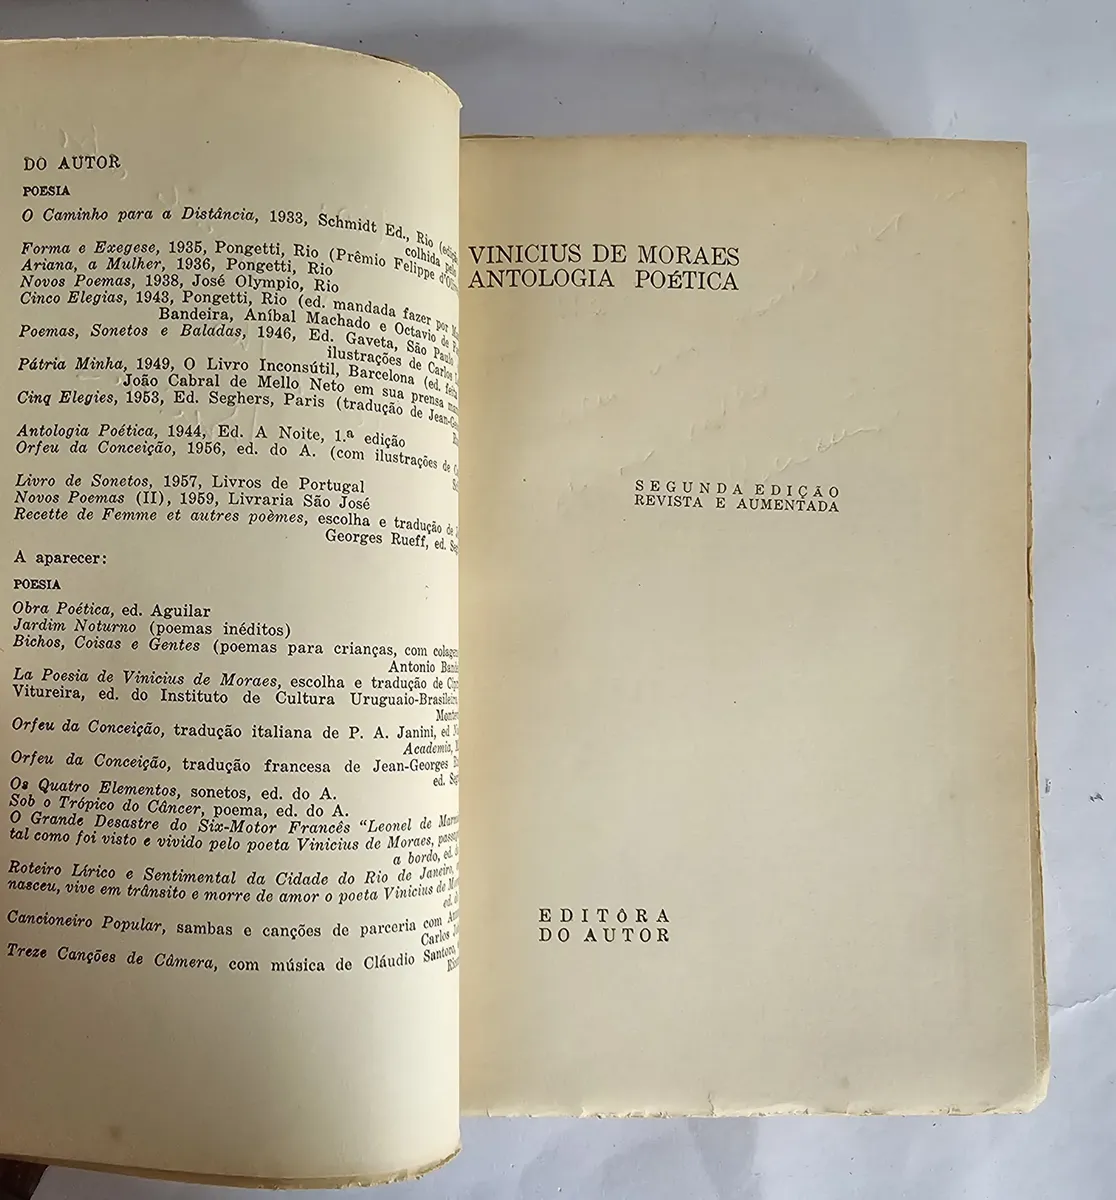 DO AUTOR
POESIA
O Caminho para a Distância, 1933, Schmidt Ed., Rio
colhida
Forma e Exegese, 1935, Pongetti, Rio (Prêmio Felippe
Ariana, a Mulher, 1936, Pongetti, Rio
Novos Poemas, 1938, José Olympio, Rio
Cinco Elegias, 1943, Pongetti, Rio (ed. mandada fazer por
Bandeira, Aníbal Machado e Octavio de
Poemas, Sonetos e Baladas, 1946, Ed. Gaveta, São Paulo
ilustrações de Carlos
Pátria Minha, 1949, O Livro Inconsútil, Barcelona (ed. feita
João Cabral de Mello Neto em sua prensa
Cinq Elegies, 1953, Ed. Seghers, Paris (tradução de
Antologia Poética, 1944, Ed. A Noite, 1.ª edição
Orfeu da Conceição, 1956, ed. do A. (com ilustrações de
Livro de Sonetos, 1957, Livros de Portugal
Novos Poemas (II), 1959, Livraria São José
Recette de Femme et autres poèmes, escolha e tradução de
Georges Rueff, ed.
A aparecer:
POESIA
Obra Poética, ed. Aguilar
Jardim Noturno (poemas inéditos)
Bichos, Coisas e Gentes (poemas para crianças, com
Antonio
La Poesia de Vinicius de Moraes, escolha e tradução de
Vitureira, ed. do Instituto de Cultura Uruguaio-Brasileiro,
Orfeu da Conceição, tradução italiana de P. A. Janini, ed
Academia,
Orfeu da Conceição, tradução francesa de Jean-Georges
ed.
Os Quatro Elementos, sonetos, ed. do A.
Sob o Trópico do Câncer, poema, ed. do A.
O Grande Desastre do Six-Motor Francês "Leonel de
tal como foi visto e vivido pelo poeta Vinicius de Moraes,
a bordo, ed.
Roteiro Lírico e Sentimental da Cidade do Rio de Janeiro,
nasceu, vive em trânsito e morre de amor o poeta Vinicius de
ed.
Cancioneiro Popular, sambas e canções de parceria com
Carlos
Treze Canções de Câmera, com música de Cláudio Santoro,
VINICIUS DE MORAES
ANTOLOGIA POÉTICA
SEGUNDA EDIÇÃO
REVISTA E AUMENTADA
EDITÔRA
DO AUTOR